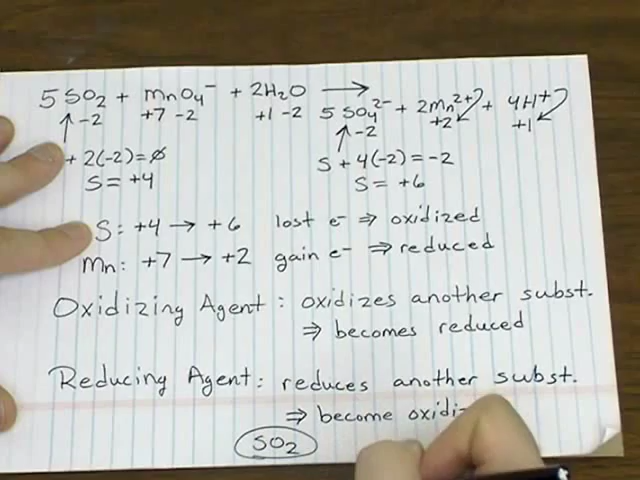 5 SO₂ + MnO₄⁻ + 2H₂O ⟶ 5 SO₄²⁻ + 2Mn²⁺ + 4H⁺
↑ -2 +7 -2 +1 -2 ↑ -2 +2 +1
+ 2(-2) = 0 S + 4(-2) = -2
S = +4 S = +6
S: +4 → +6 lost e⁻ ⇒ oxidized
Mn: +7 → +2 gain e⁻ ⇒ reduced
Oxidizing Agent : oxidizes another subst.
⇒ becomes reduced
Reducing Agent: reduces another subst.
⇒ become oxidi
SO₂